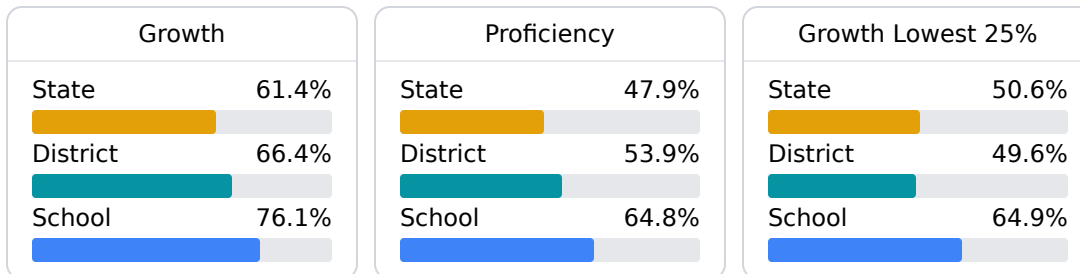 Growth
State 61.4%
District 66.4%
School 76.1%
Proficiency
State 47.9%
District 53.9%
School 64.8%
Growth Lowest 25%
State 50.6%
District 49.6%
School 64.9%